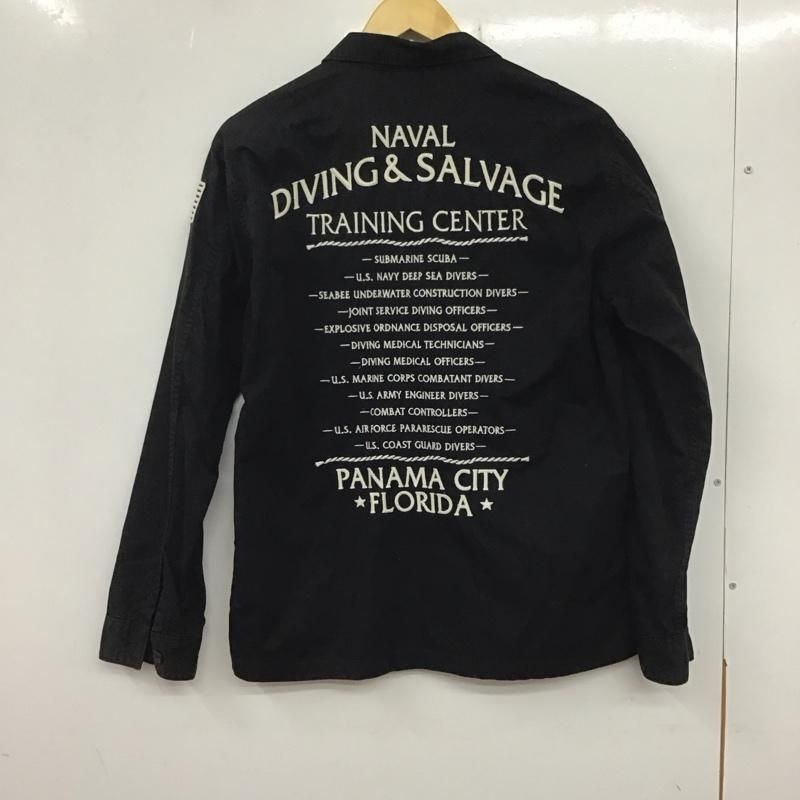 NAVAL
DIVING & SALVAGE
TRAINING CENTER
— SUBMARINE SCUBA —
— U.S. NAVY DEEP SEA DIVERS —
— SEABEE UNDERWATER CONSTRUCTION DIVERS —
— JOINT SERVICE DIVING OFFICERS —
— EXPLOSIVE ORDNANCE DISPOSAL OFFICERS —
— DIVING MEDICAL TECHNICIANS —
— DIVING MEDICAL OFFICERS —
— U.S. MARINE CORPS COMBATANT DIVERS —
— U.S. ARMY ENGINEER DIVERS —
— COMBAT CONTROLLERS —
— U.S. AIRFORCE PARARESCUE OPERATORS —
— U.S. COAST GUARD DIVERS —
PANAMA CITY
★ FLORIDA ★